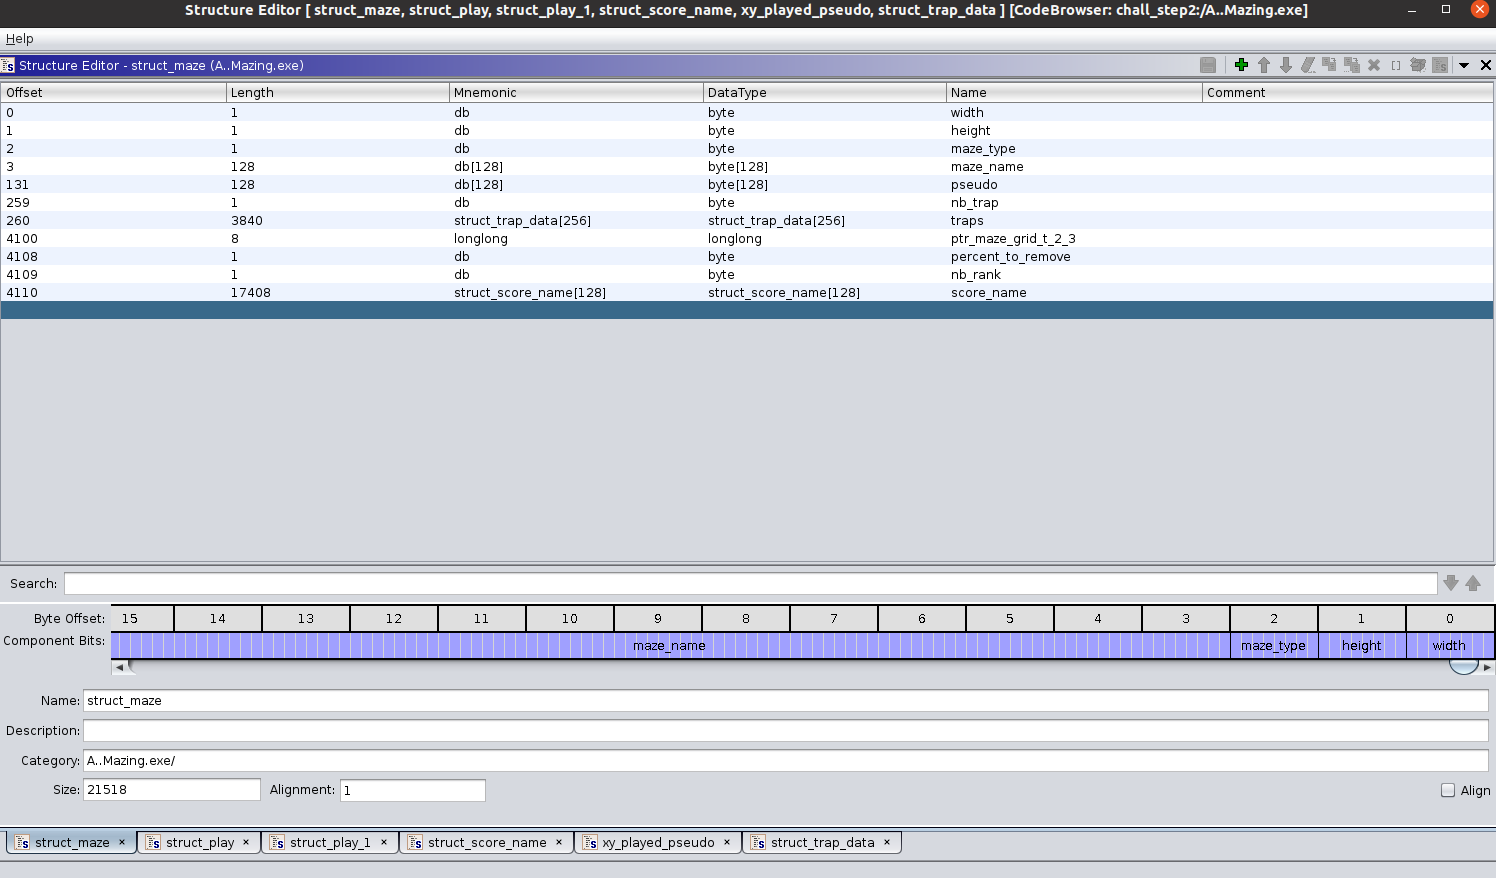 Structure Editor [ struct_maze, struct_play, struct_play_1, struct_score_name, xy_played_pseudo, struct_trap_data ] [CodeBrowser: chall_step2:/A..Mazing.exe]
Help
Structure Editor - struct_maze (A..Mazing.exe)
Offset Length Mnemonic DataType Name Comment
0 1 db byte width
1 1 db byte height
2 1 db byte maze_type
3 128 db[128] byte[128] maze_name
131 128 db[128] byte[128] pseudo
259 1 db byte nb_trap
260 3840 struct_trap_data[256] struct_trap_data[256] traps
4100 8 longlong longlong ptr_maze_grid_t_2_3
4108 1 db byte percent_to_remove
4109 1 db byte nb_rank
4110 17408 struct_score_name[128] struct_score_name[128] score_name
Search:
Byte Offset: 15 14 13 12 11 10 9 8 7 6 5 4 3 2 1 0
Component Bits: maze_name maze_type height width
Name: struct_maze
Description:
Category: A..Mazing.exe/
Size: 21518 Alignment: 1 Align
struct_maze × struct_play × struct_play_1 × struct_score_name × xy_played_pseudo × struct_trap_data ×